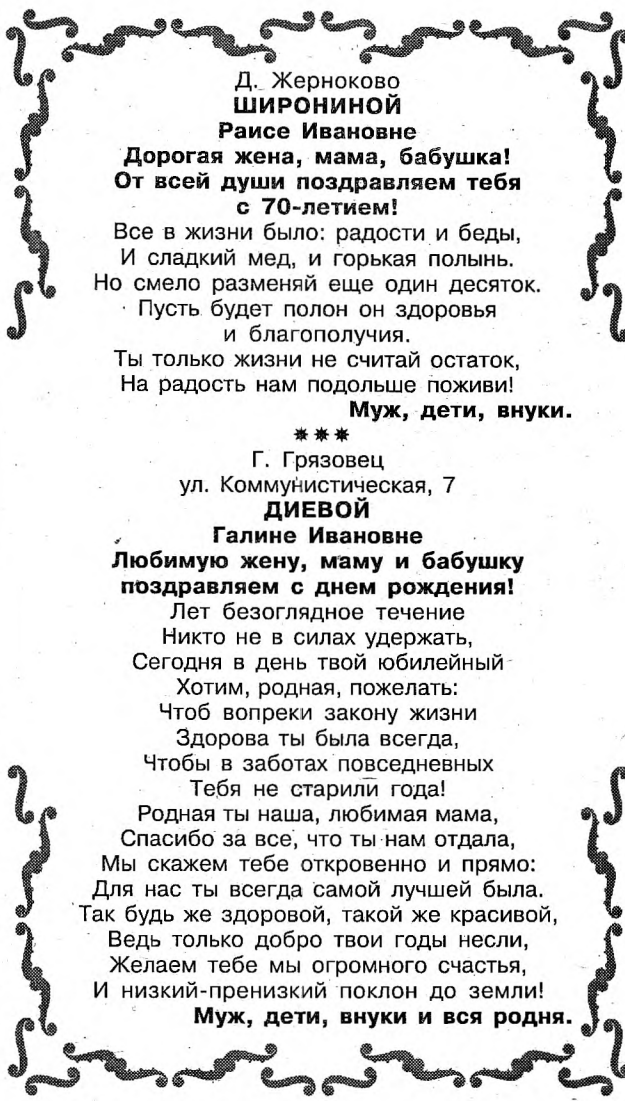 Д. Жерноково
ШИРОНИНОЙ
Раисе Ивановне
Дорогая жена, мама, бабушка!
От всей души поздравляем тебя
с 70-летием!
Все в жизни было: радости и беды,
И сладкий мед, и горькая полынь.
Но смело разменяй еще один десяток.
Пусть будет полон он здоровья
и благополучия.
Ты только жизни не считай остаток,
На радость нам подольше поживи!
Муж, дети, внуки.
***
Г. Грязовец
ул. Коммунистическая, 7
ДИЕВОЙ
Галине Ивановне
Любимую жену, маму и бабушку
поздравляем с днем рождения!
Лет безоглядное течение
Никто не в силах удержать,
Сегодня в день твой юбилейный
Хотим, родная, пожелать:
Чтоб вопреки закону жизни
Здорова ты была всегда,
Чтобы в заботах повседневных
Тебя не старили года!
Родная ты наша, любимая мама,
Спасибо за все, что ты нам отдала,
Мы скажем тебе откровенно и прямо:
Для нас ты всегда самой лучшей была.
Так будь же здоровой, такой же красивой,
Ведь только добро твои годы несли,
Желаем тебе мы огромного счастья,
И низкий-пренизкий поклон до земли!
Муж, дети, внуки и вся родня.